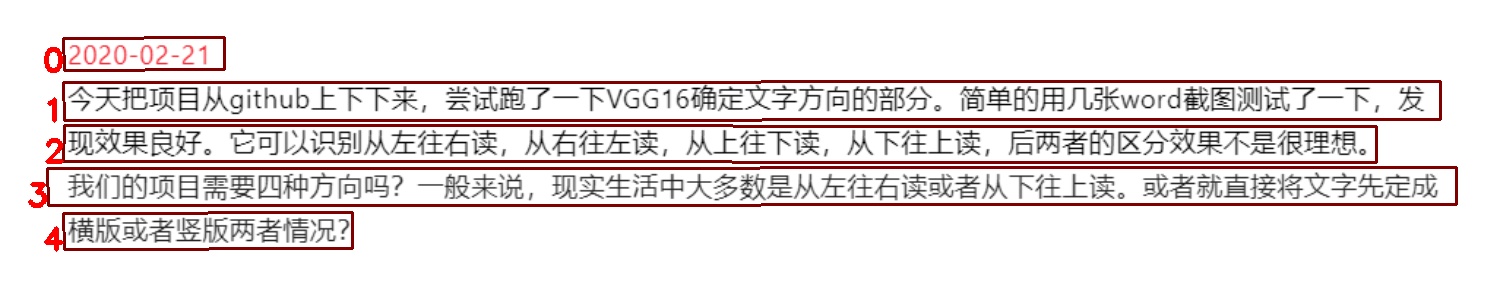 0 2020-02-21
1 今天把项目从github上下下来，尝试跑了一下VGG16确定文字方向的部分。简单的用几张word截图测试了一下，发
2 现效果良好。它可以识别从左往右读，从右往左读，从上往下读，从下往上读，后两者的区分效果不是很理想。
3 我们的项目需要四种方向吗？一般来说，现实生活中大多数是从左往右读或者从下往上读。或者就直接将文字先定成
4 横版或者竖版两者情况？